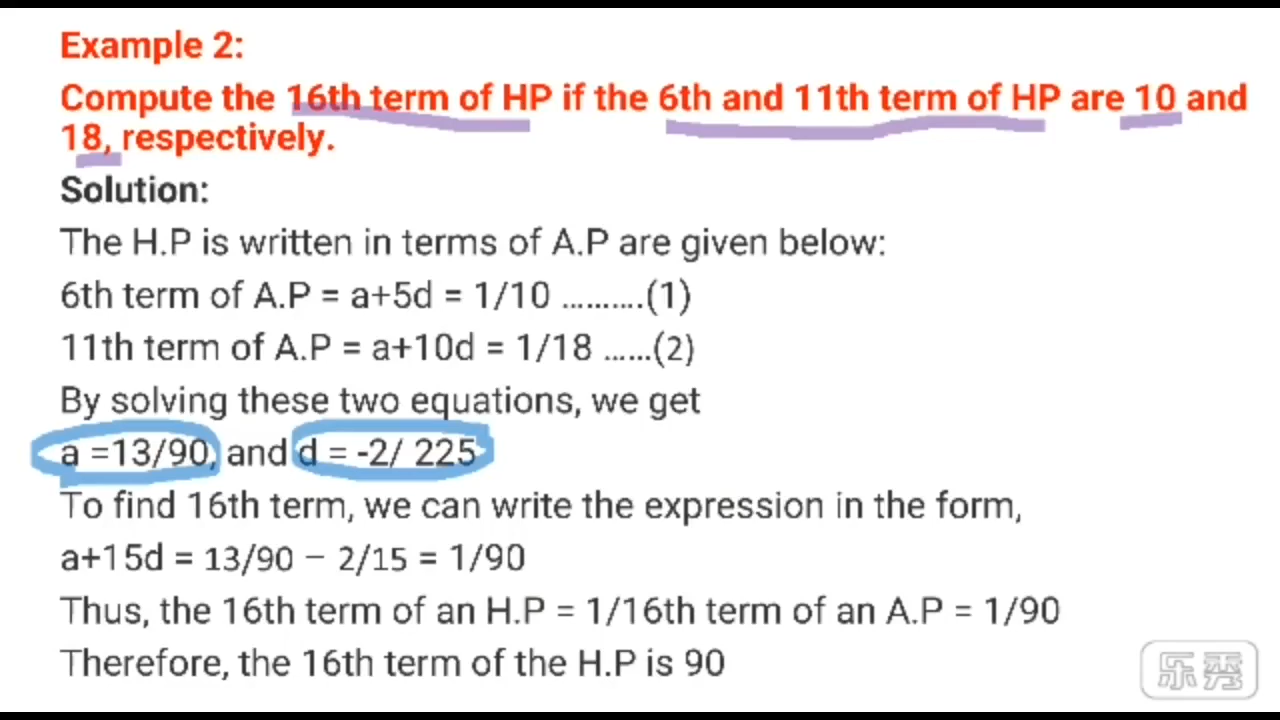 Example 2:
Compute the 16th term of HP if the 6th and 11th term of HP are 10 and
18, respectively.
Solution:
The H.P is written in terms of A.P are given below:
6th term of A.P = a+5d = 1/10 ..........(1)
11th term of A.P = a+10d = 1/18 ......(2)
By solving these two equations, we get
a =13/90, and d = -2/ 225
To find 16th term, we can write the expression in the form,
a+15d = 13/90 – 2/15 = 1/90
Thus, the 16th term of an H.P = 1/16th term of an A.P = 1/90
Therefore, the 16th term of the H.P is 90
乐秀